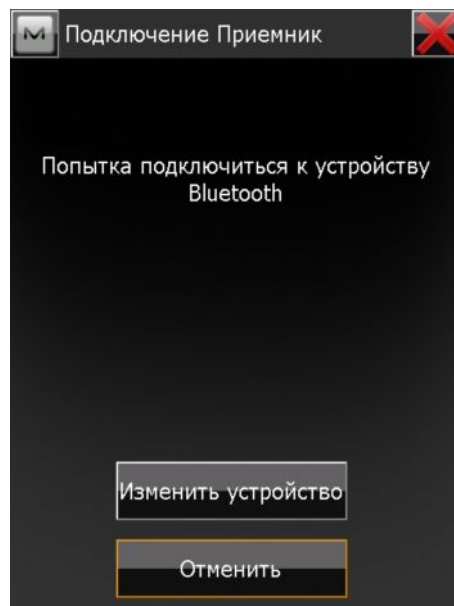 M Подключение Приемник
Попытка подключиться к устройству
Bluetooth
Изменить устройство
Отменить